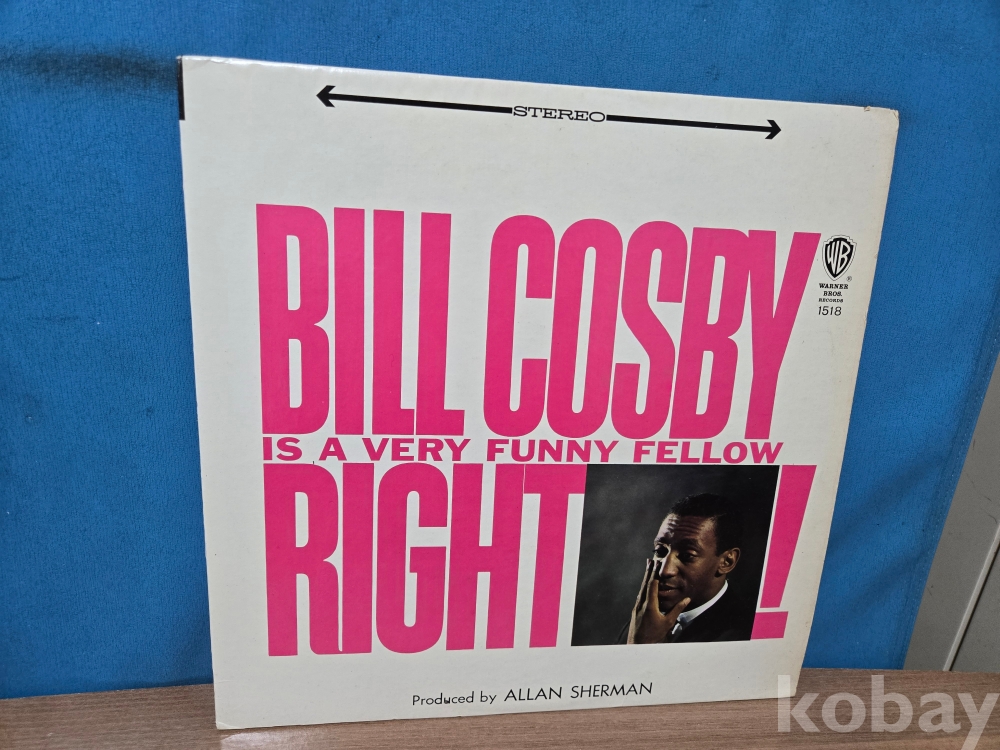 STEREO
BILL COSBY
WB
®
WARNER
BROS.
RECORDS
1518
IS A VERY FUNNY FELLOW
RIGHT!
Produced by ALLAN SHERMAN
kobay